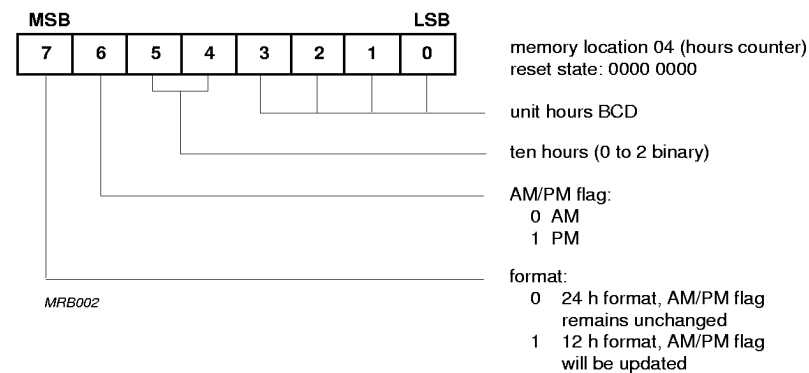 MSB LSB
7 6 5 4 3 2 1 0
memory location 04 (hours counter)
reset state: 0000 0000
unit hours BCD
ten hours (0 to 2 binary)
AM/PM flag:
0 AM
1 PM
format:
0 24 h format, AM/PM flag
remains unchanged
1 12 h format, AM/PM flag
will be updated
MRB002